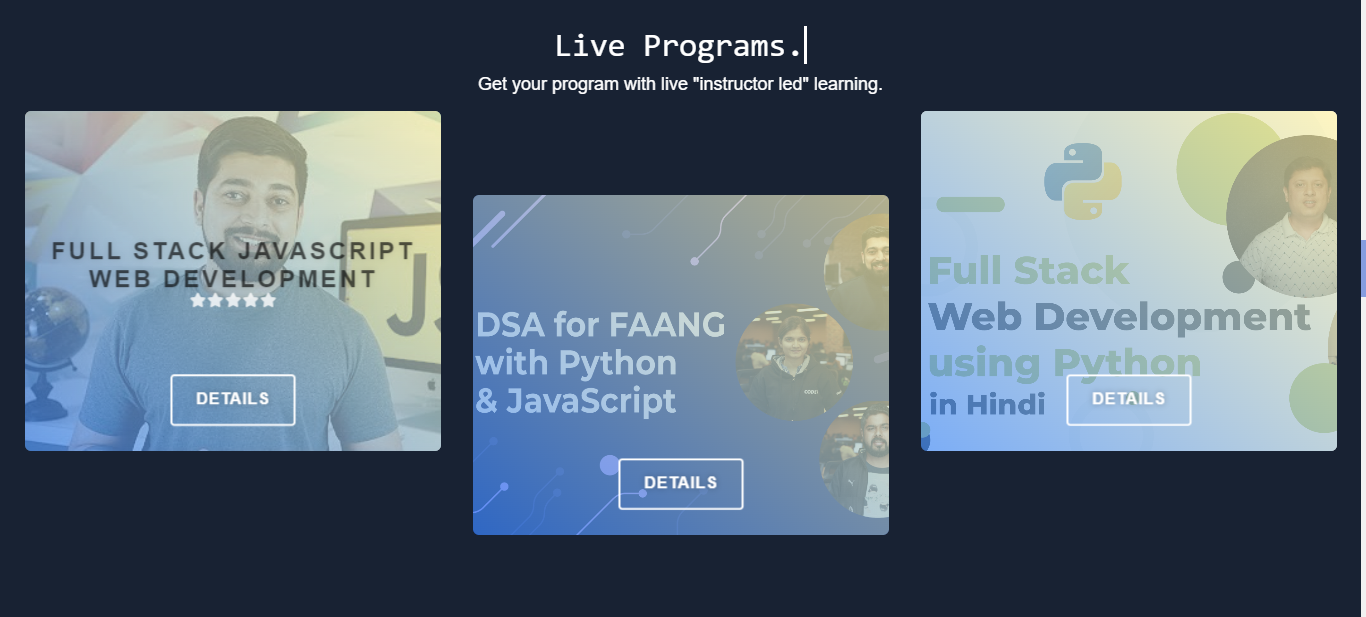 Live Programs.
Get your program with live "instructor led" learning.
FULL STACK JAVASCRIPT
WEB DEVELOPMENT
JS
DETAILS
DSA for FAANG
with Python
& JavaScript
DETAILS
Full Stack
Web Development
using Python
in Hindi
DETAILS